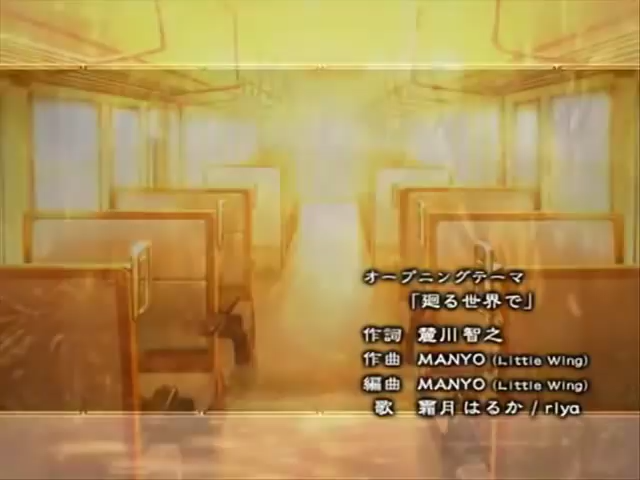 オープニングテーマ
「廻る世界で」
作詞 麓川智之
作曲 MANYO (Little Wing)
編曲 MANYO (Little Wing)
歌 霜月はるか / riya